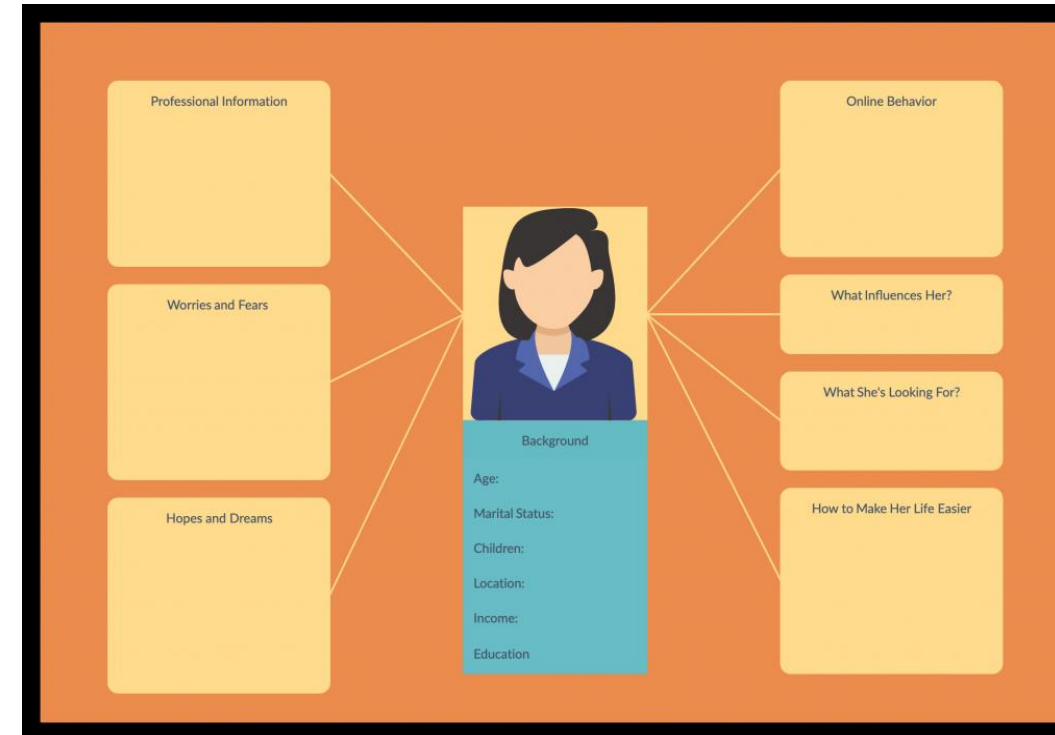 Professional Information
Worries and Fears
Hopes and Dreams
Background
Age:
Marital Status:
Children:
Location:
Income:
Education
Online Behavior
What Influences Her?
What She's Looking For?
How to Make Her Life Easier